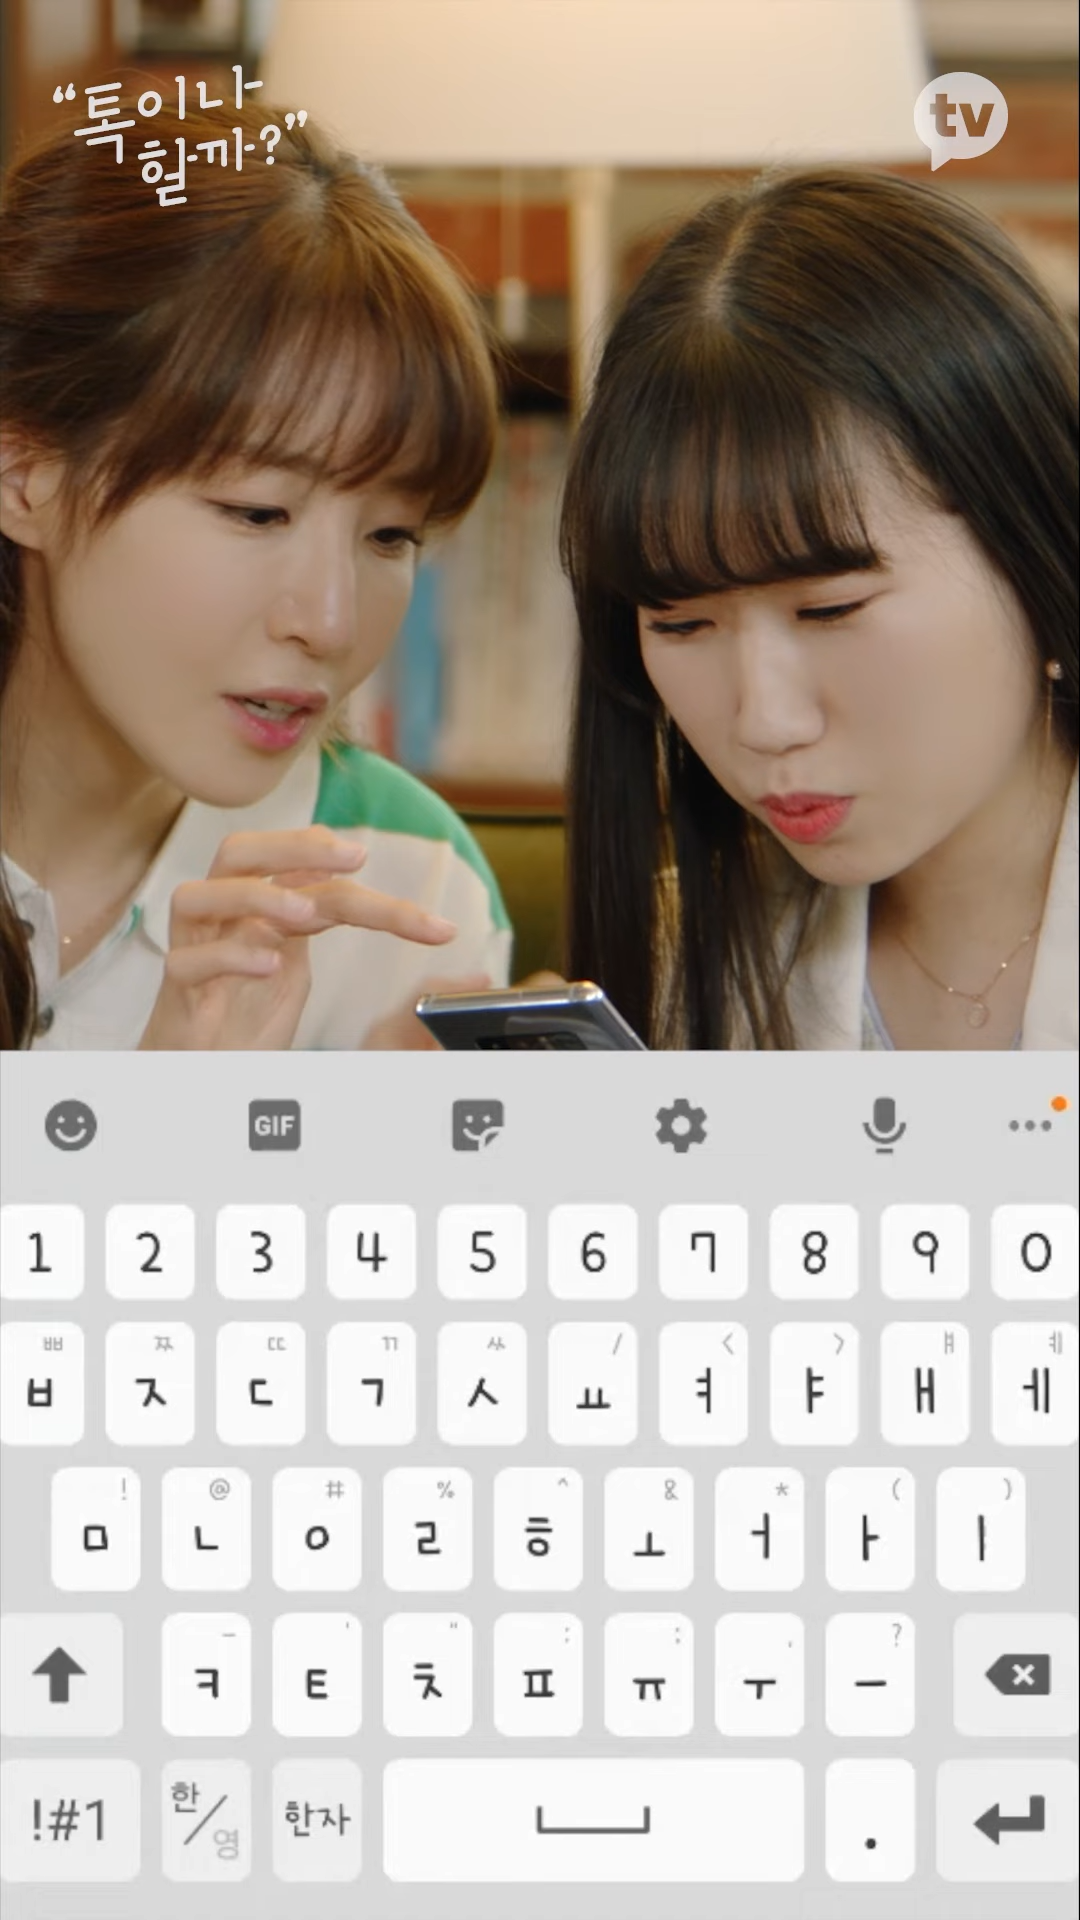 “톡이나
할까?”
tv
GIF
1 2 3 4 5 6 7 8 9 0
ㅃ ㅉ ㄸ ㄲ ㅆ / < > ㅒ ㅖ
ㅂ ㅈ ㄷ ㄱ ㅅ ㅛ ㅕ ㅑ ㅐ ㅔ
! @ # % ^ & * ( )
ㅁ ㄴ ㅇ ㄹ ㅎ ㅗ ㅓ ㅏ ㅣ
- ' " : ; , ?
ㅋ ㅌ ㅊ ㅍ ㅠ ㅜ ㅡ
!#1 한/영 한자 .